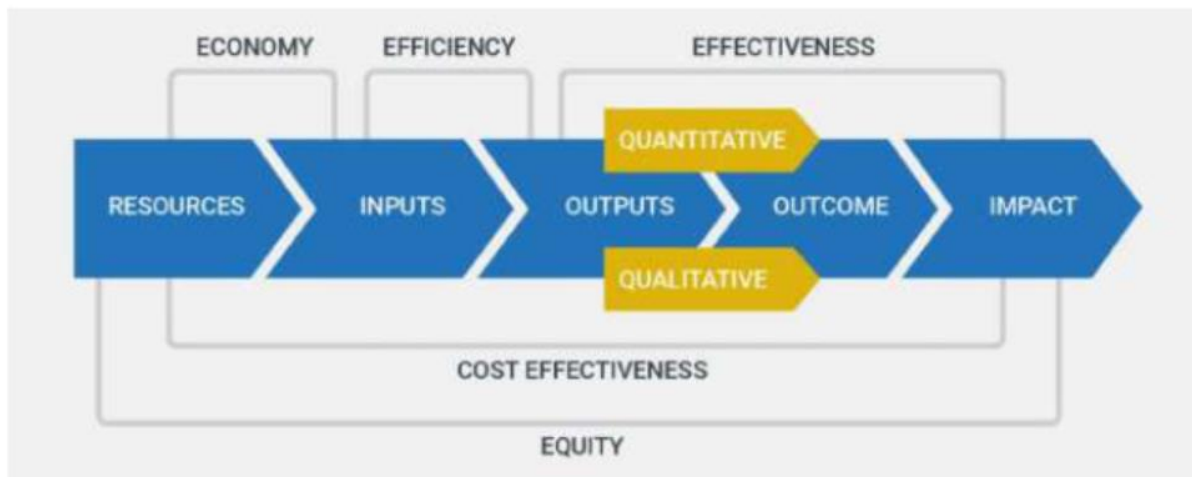 ECONOMY EFFICIENCY EFFECTIVENESS
QUANTITATIVE
RESOURCES INPUTS OUTPUTS OUTCOME IMPACT
QUALITATIVE
COST EFFECTIVENESS
EQUITY